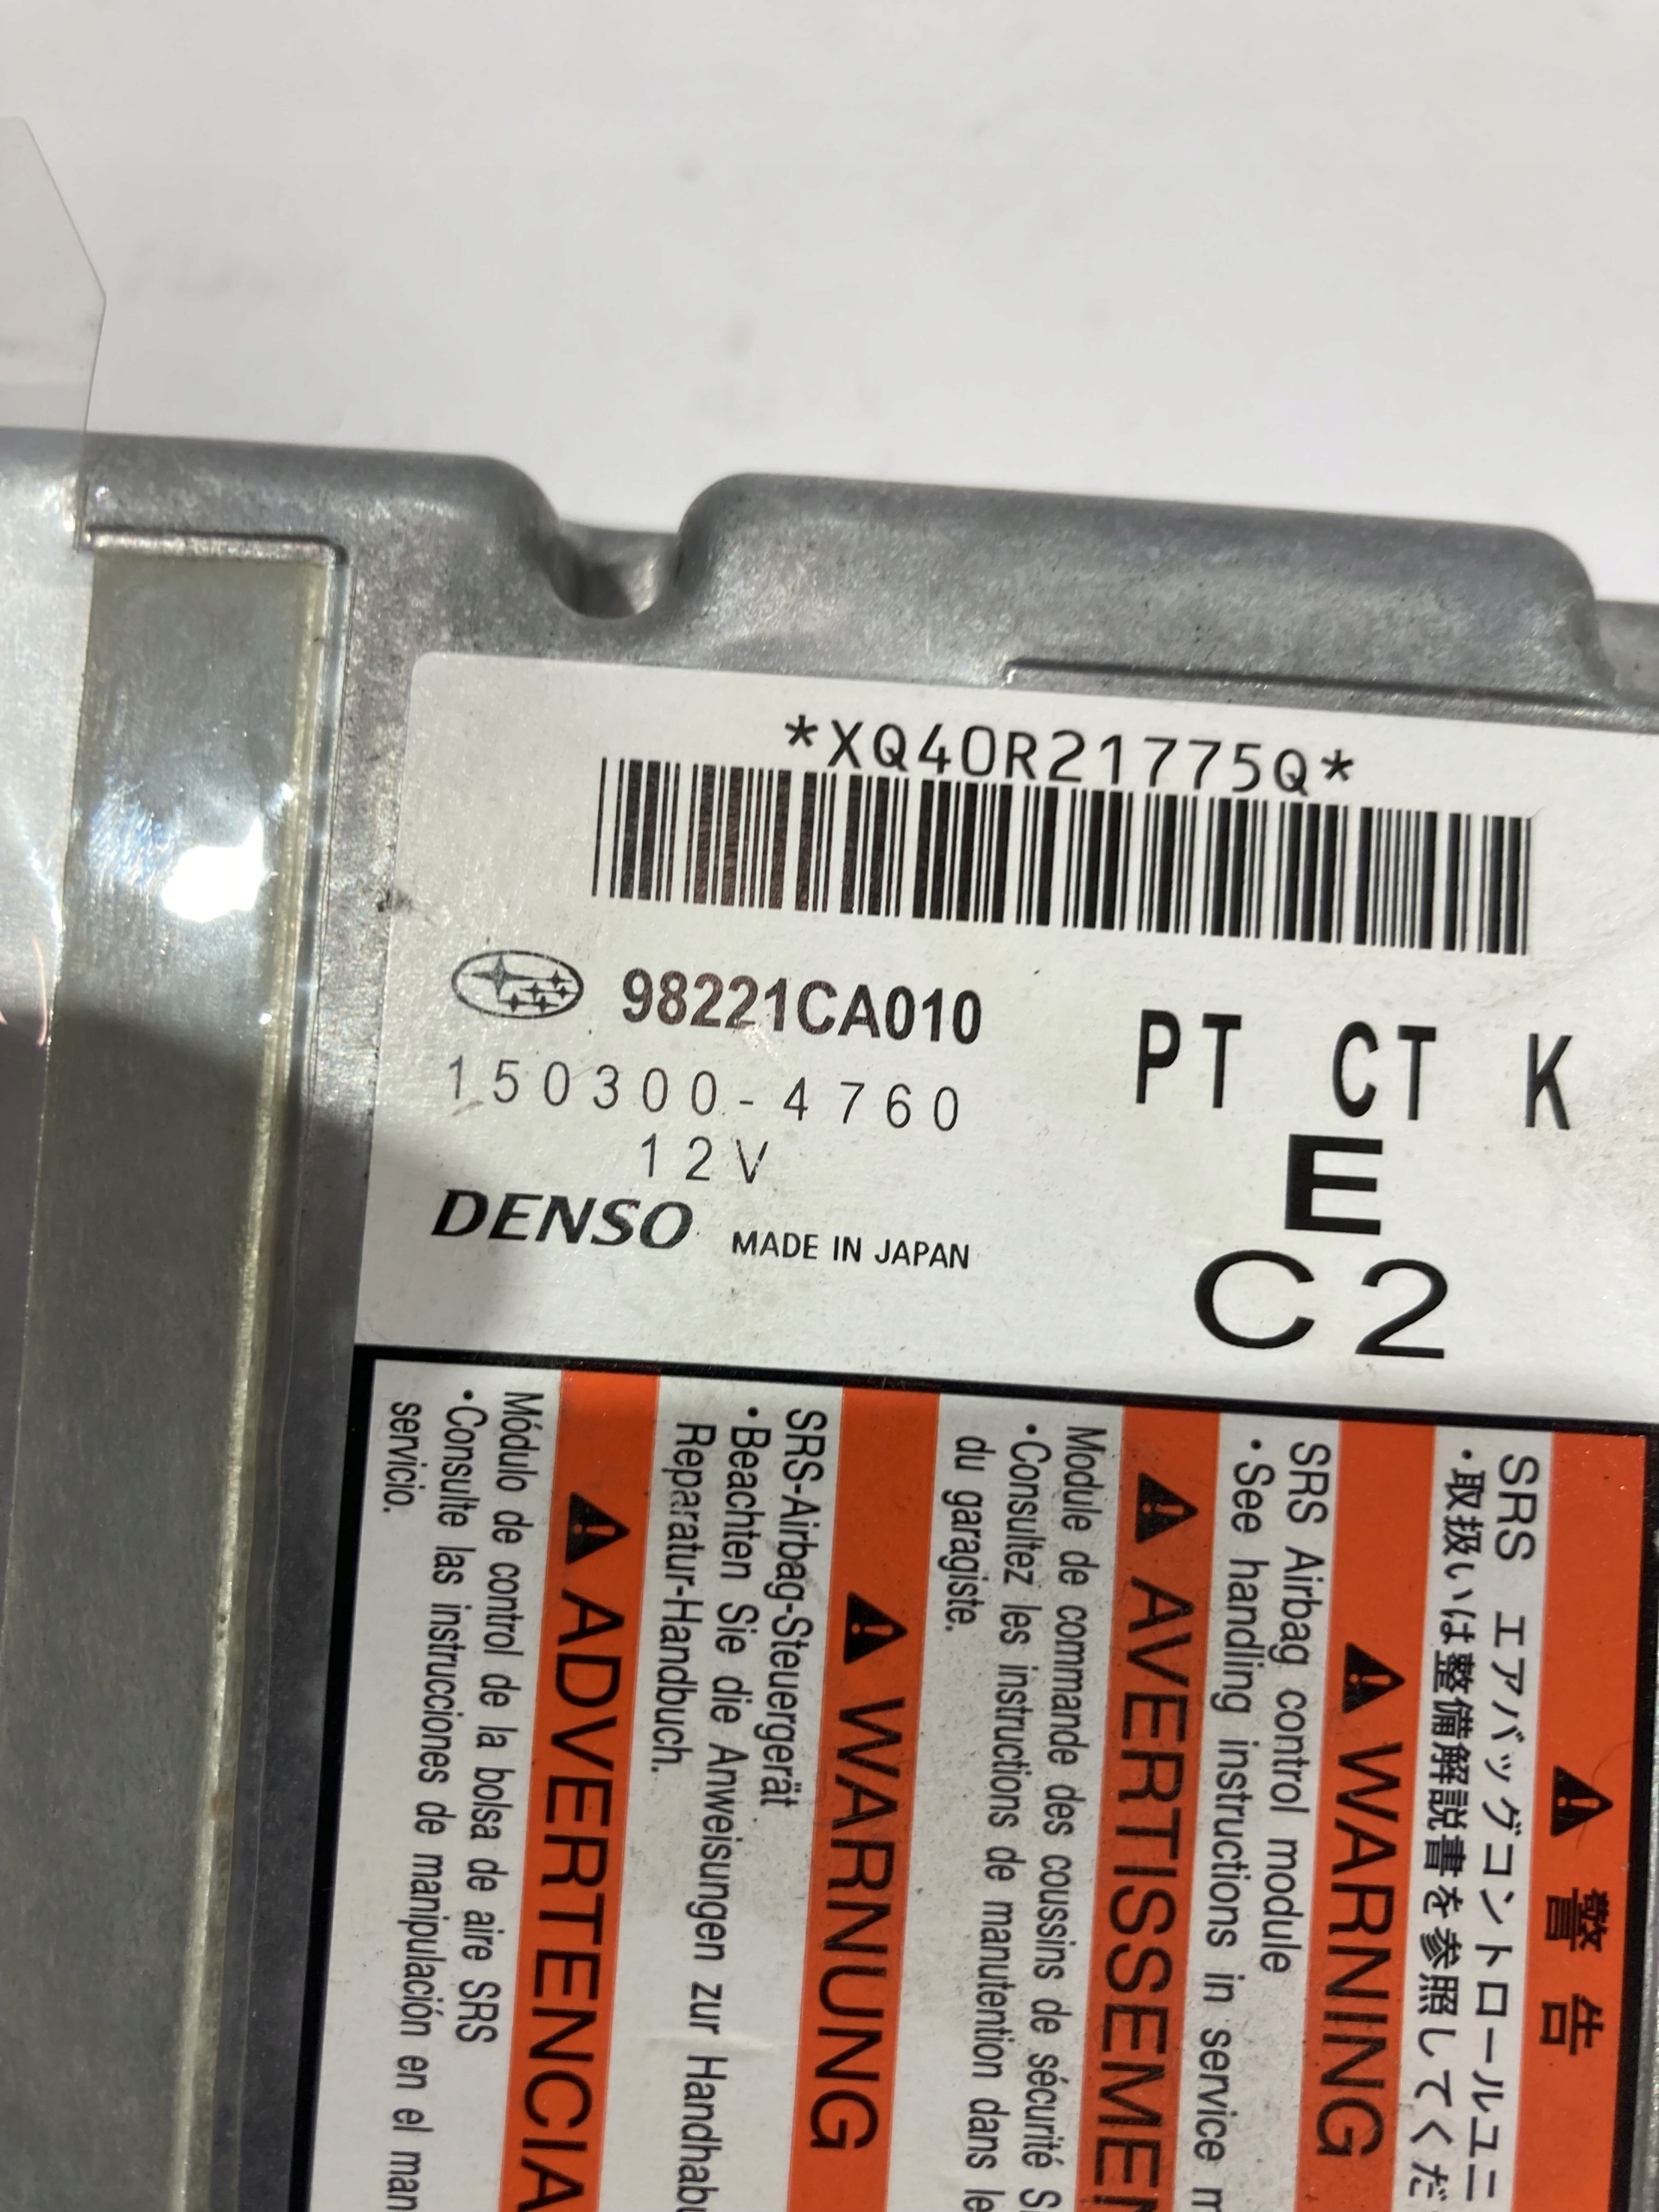 *XQ40R21775Q*
98221CA010
150300-4760
12V
DENSO MADE IN JAPAN
PT CT K
E
C2
警告
SRS エアバッグコントロールユニ
・取扱いは整備解説書を参照してくだ
WARNING
SRS Airbag control module
・See handling instructions in service m
AVERTISSEMEN
Module de commande des coussins de sécurité S
・Consultez les instructions de manutention dans le
du garagiste.
WARNUNG
SRS-Airbag-Steuergerät
・Beachten Sie die Anweisungen zur Handhab
Reparatur-Handbuch.
ADVERTENCIA
Módulo de control de la bolsa de aire SRS
・Consulte las instrucciones de manipulación en el man
servicio.